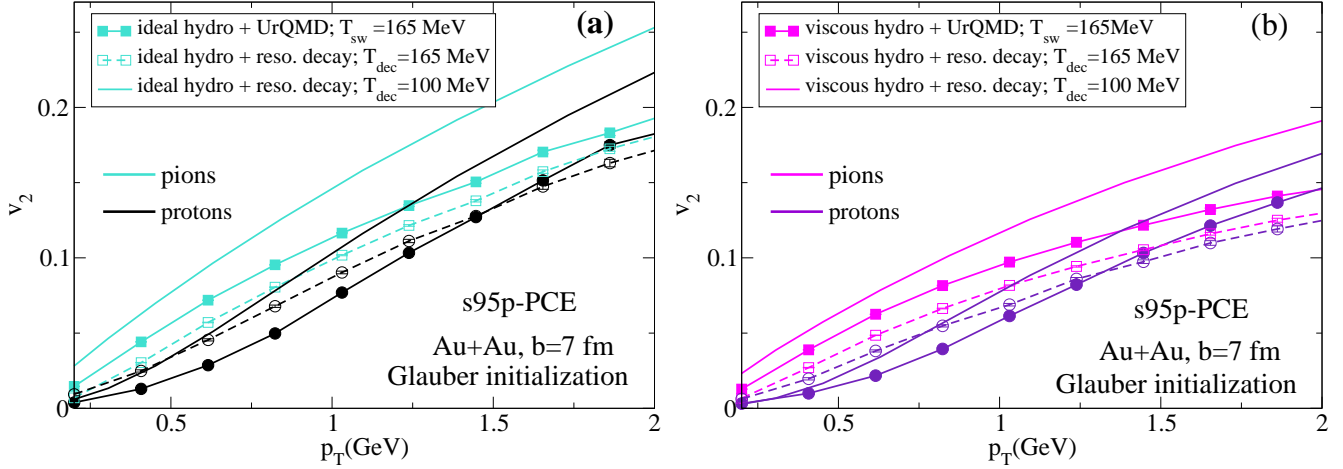 (a)
ideal hydro + UrQMD; T_sw =165 MeV
ideal hydro + reso. decay; T_dec=165 MeV
ideal hydro + reso. decay; T_dec=100 MeV
0.2
pions
protons
v_2
0.1
s95p-PCE
Au+Au, b=7 fm
Glauber initialization
0
0.5
1
1.5
2
p_T(GeV)
(b)
viscous hydro + UrQMD; T_sw=165MeV
viscous hydro + reso. decay; T_dec=165 MeV
viscous hydro + reso. decay; T_dec=100 MeV
0.2
pions
protons
v_2
0.1
s95p-PCE
Au+Au, b=7 fm
Glauber initialization
0
0.5
1
1.5
2
p_T(GeV)